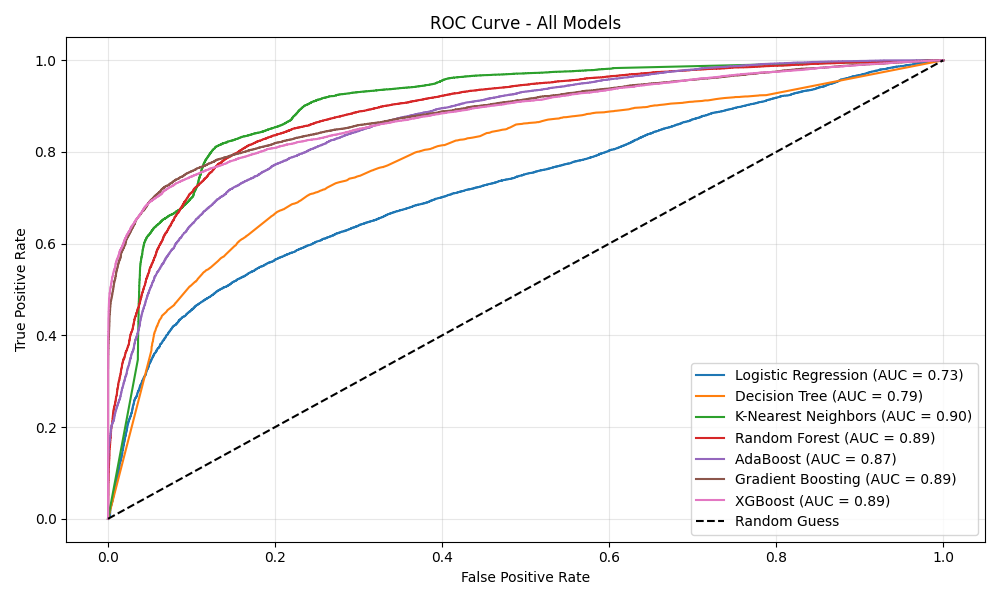 ROC Curve - All Models
True Positive Rate
1.0
0.8
0.6
0.4
0.2
0.0
0.0 0.2 0.4 0.6 0.8 1.0
False Positive Rate
Logistic Regression (AUC = 0.73)
Decision Tree (AUC = 0.79)
K-Nearest Neighbors (AUC = 0.90)
Random Forest (AUC = 0.89)
AdaBoost (AUC = 0.87)
Gradient Boosting (AUC = 0.89)
XGBoost (AUC = 0.89)
Random Guess